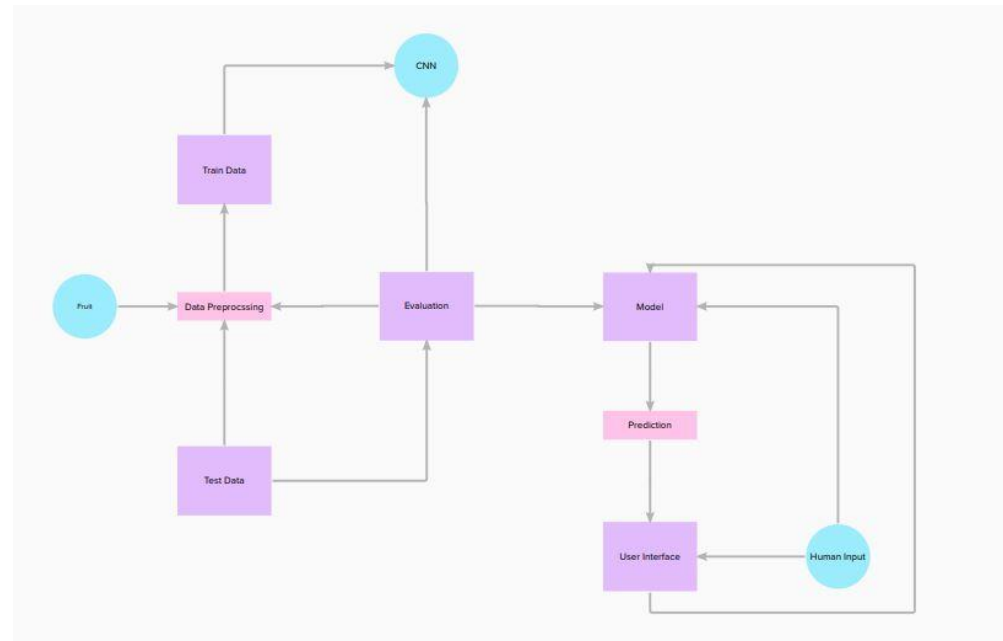 CNN
Train Data
Fruit
Data Preprocssing
Evaluation
Model
Prediction
Test Data
User Interface
Human Input